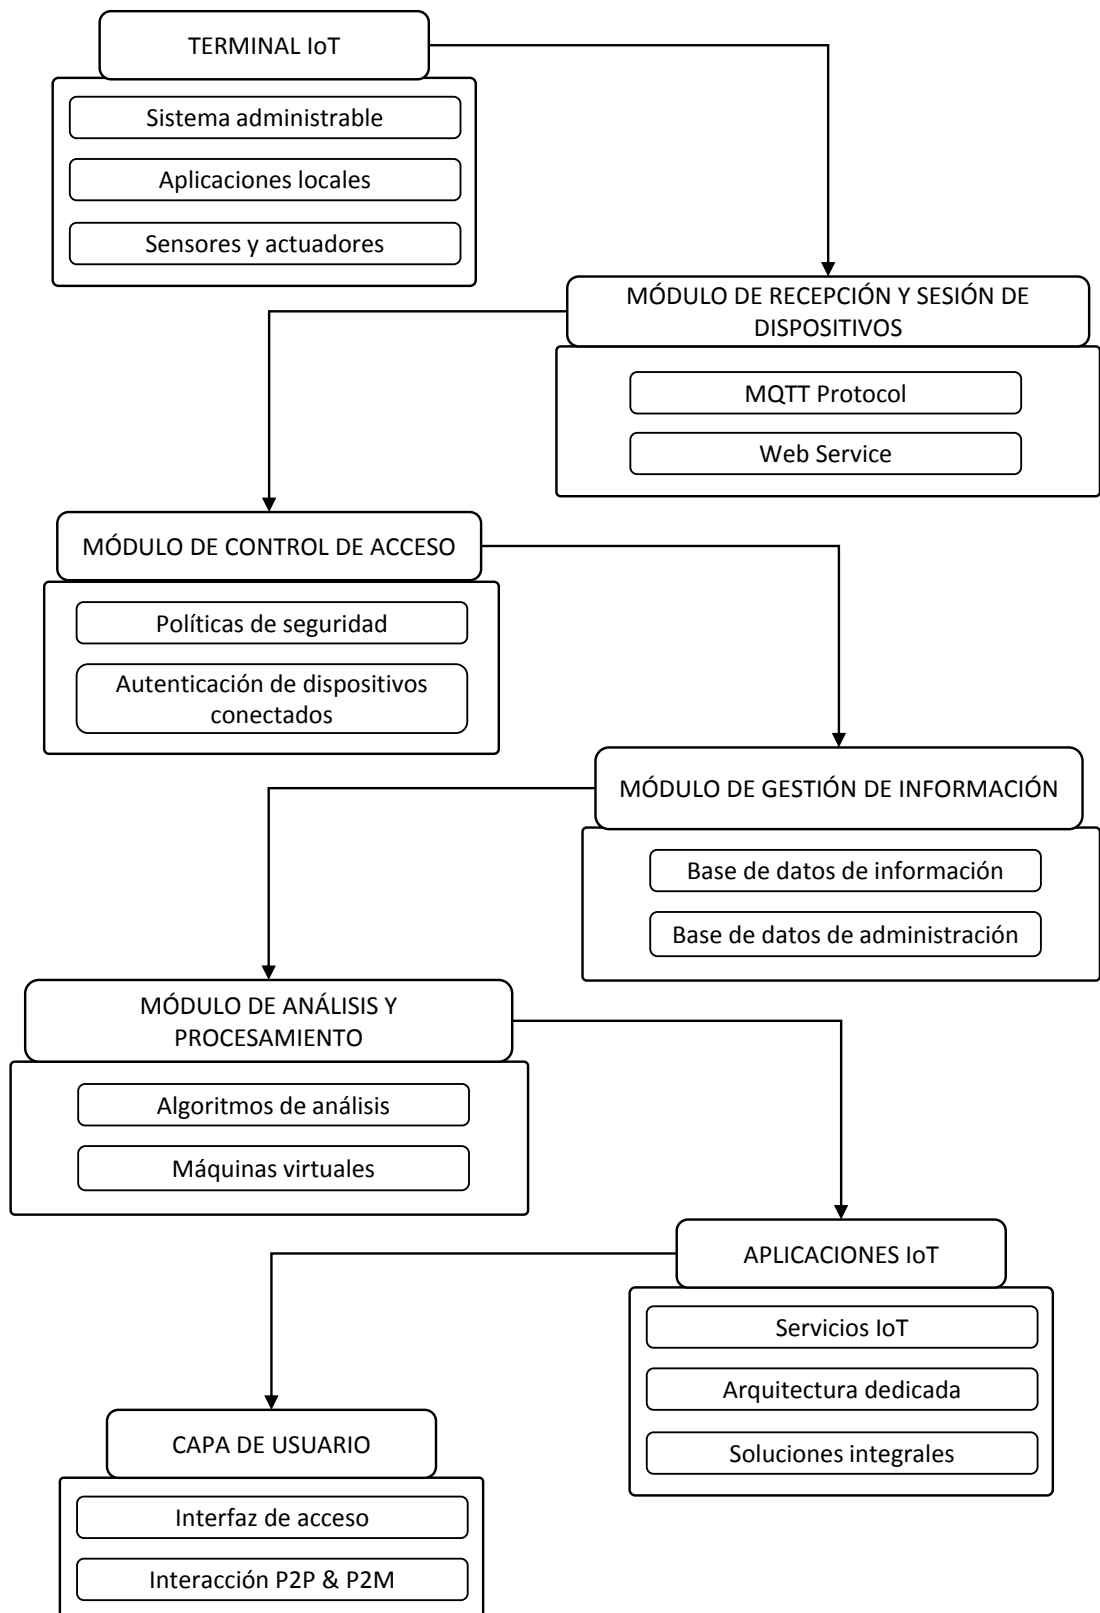 TERMINAL IoT
Sistema administrable
Aplicaciones locales
Sensores y actuadores
MÓDULO DE RECEPCIÓN Y SESIÓN DE
DISPOSITIVOS
MQTT Protocol
Web Service
MÓDULO DE CONTROL DE ACCESO
Políticas de seguridad
Autenticación de dispositivos
conectados
MÓDULO DE GESTIÓN DE INFORMACIÓN
Base de datos de información
Base de datos de administración
MÓDULO DE ANÁLISIS Y
PROCESAMIENTO
Algoritmos de análisis
Máquinas virtuales
APLICACIONES IoT
Servicios IoT
Arquitectura dedicada
Soluciones integrales
CAPA DE USUARIO
Interfaz de acceso
Interacción P2P & P2M